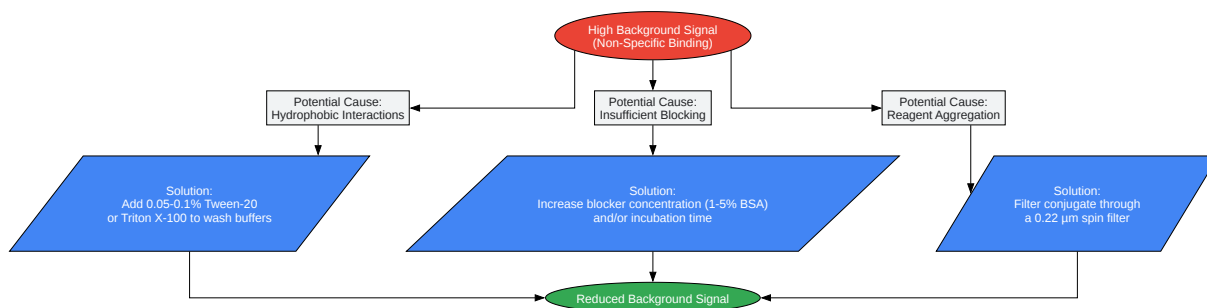 High Background Signal
(Non-Specific Binding)
Potential Cause:
Hydrophobic Interactions
Potential Cause:
Insufficient Blocking
Potential Cause:
Reagent Aggregation
Solution:
Add 0.05-0.1% Tween-20
or Triton X-100 to wash buffers
Solution:
Increase blocker concentration (1-5% BSA)
and/or incubation time
Solution:
Filter conjugate through
a 0.22 µm spin filter
Reduced Background Signal